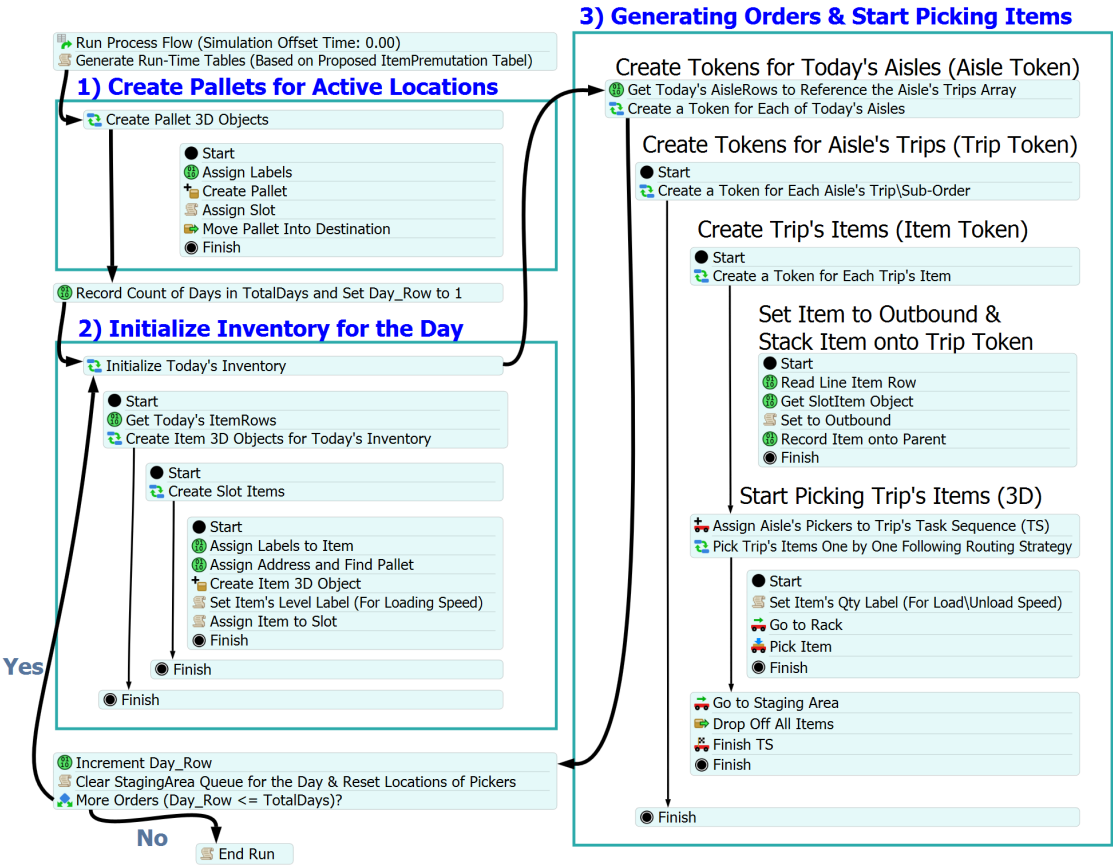 Run Process Flow (Simulation Offset Time: 0.00)
Generate Run-Time Tables (Based on Proposed ItemPremutation Tabel)
1) Create Pallets for Active Locations
Create Pallet 3D Objects
Start
Assign Labels
Create Pallet
Assign Slot
Move Pallet Into Destination
Finish
Record Count of Days in TotalDays and Set Day_Row to 1
2) Initialize Inventory for the Day
Initialize Today's Inventory
Start
Get Today's ItemRows
Create Item 3D Objects for Today's Inventory
Start
Create Slot Items
Start
Assign Labels to Item
Assign Address and Find Pallet
Create Item 3D Object
Set Item's Level Label (For Loading Speed)
Assign Item to Slot
Finish
Finish
Finish
Yes
Increment Day_Row
Clear StagingArea Queue for the Day & Reset Locations of Pickers
More Orders (Day_Row <= TotalDays)?
No
End Run
3) Generating Orders & Start Picking Items
Create Tokens for Today's Aisles (Aisle Token)
Get Today's AisleRows to Reference the Aisle's Trips Array
Create a Token for Each of Today's Aisles
Create Tokens for Aisle's Trips (Trip Token)
Start
Create a Token for Each Aisle's Trip\Sub-Order
Create Trip's Items (Item Token)
Start
Create a Token for Each Trip's Item
Set Item to Outbound &
Stack Item onto Trip Token
Start
Read Line Item Row
Get SlotItem Object
Set to Outbound
Record Item onto Parent
Finish
Start Picking Trip's Items (3D)
Assign Aisle's Pickers to Trip's Task Sequence (TS)
Pick Trip's Items One by One Following Routing Strategy
Start
Set Item's Qty Label (For Load\Unload Speed)
Go to Rack
Pick Item
Finish
Go to Staging Area
Drop Off All Items
Finish TS
Finish
Finish